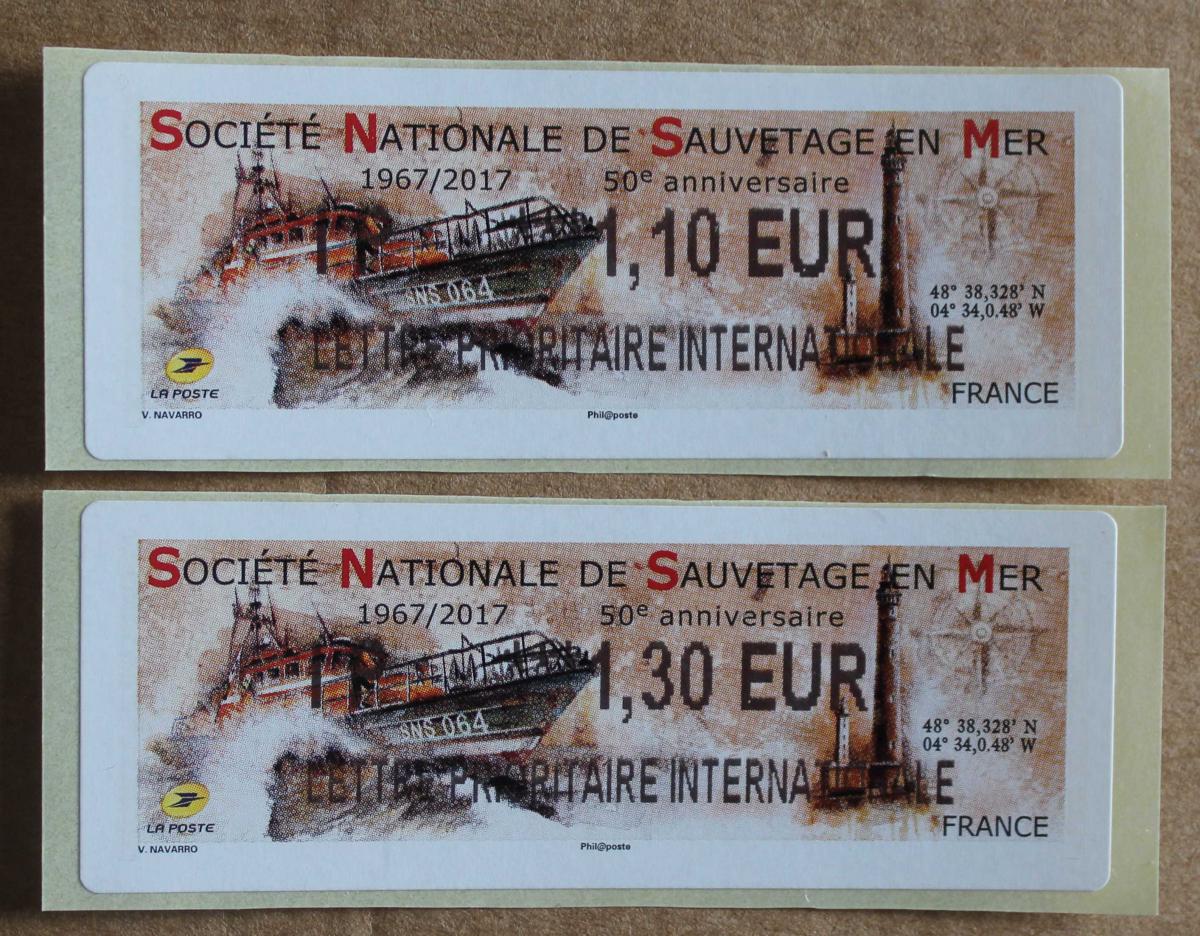 SOCIÉTÉ NATIONALE DE SAUVETAGE EN MER
1967/2017 50e anniversaire
1,10 EUR
SNS 064
48° 38,328' N
04° 34,0.48' W
LETTRE PRIORITAIRE INTERNATIONALE
LA POSTE
FRANCE
V. NAVARRO
Phil@poste
SOCIÉTÉ NATIONALE DE SAUVETAGE EN MER
1967/2017 50e anniversaire
1,30 EUR
SNS 064
48° 38,328' N
04° 34,0.48' W
LETTRE PRIORITAIRE INTERNATIONALE
LA POSTE
FRANCE
V. NAVARRO
Phil@poste